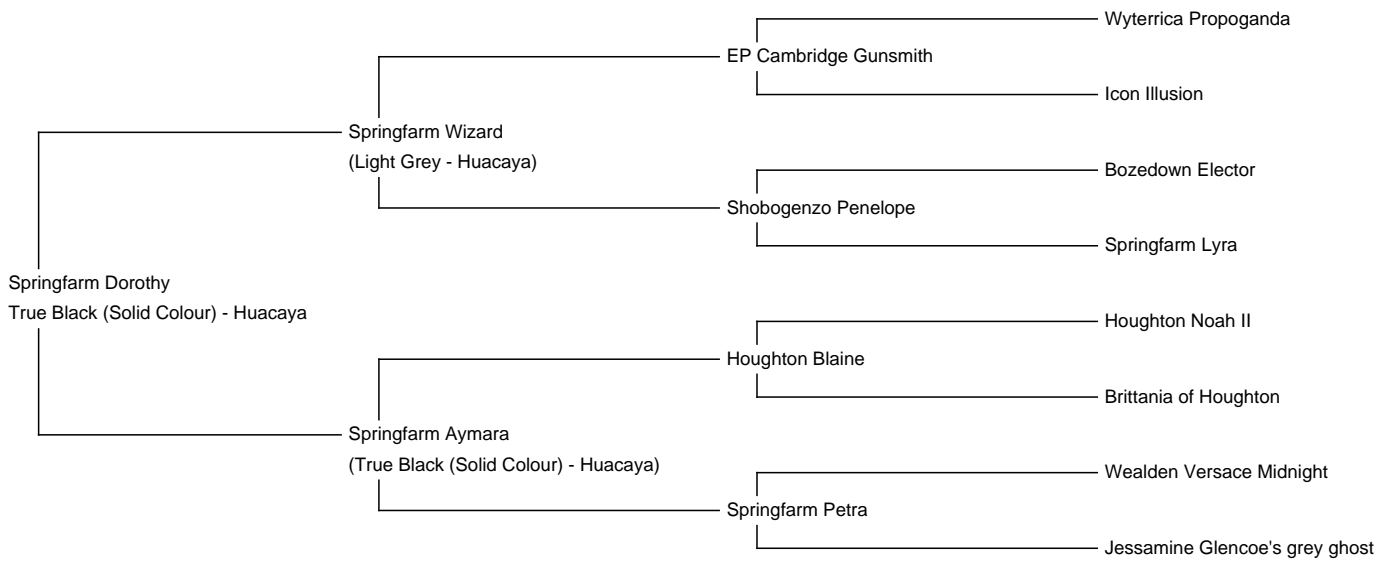 Wyterrica Propoganda
EP Cambridge Gunsmith
Icon Illusion
Springfarm Wizard
(Light Grey - Huacaya)
Bozedown Elector
Shobogenzo Penelope
Springfarm Lyra
Springfarm Dorothy
True Black (Solid Colour) - Huacaya
Houghton Noah II
Houghton Blaine
Brittania of Houghton
Springfarm Aymara
(True Black (Solid Colour) - Huacaya)
Wealden Versace Midnight
Springfarm Petra
Jessamine Glencoe's grey ghost